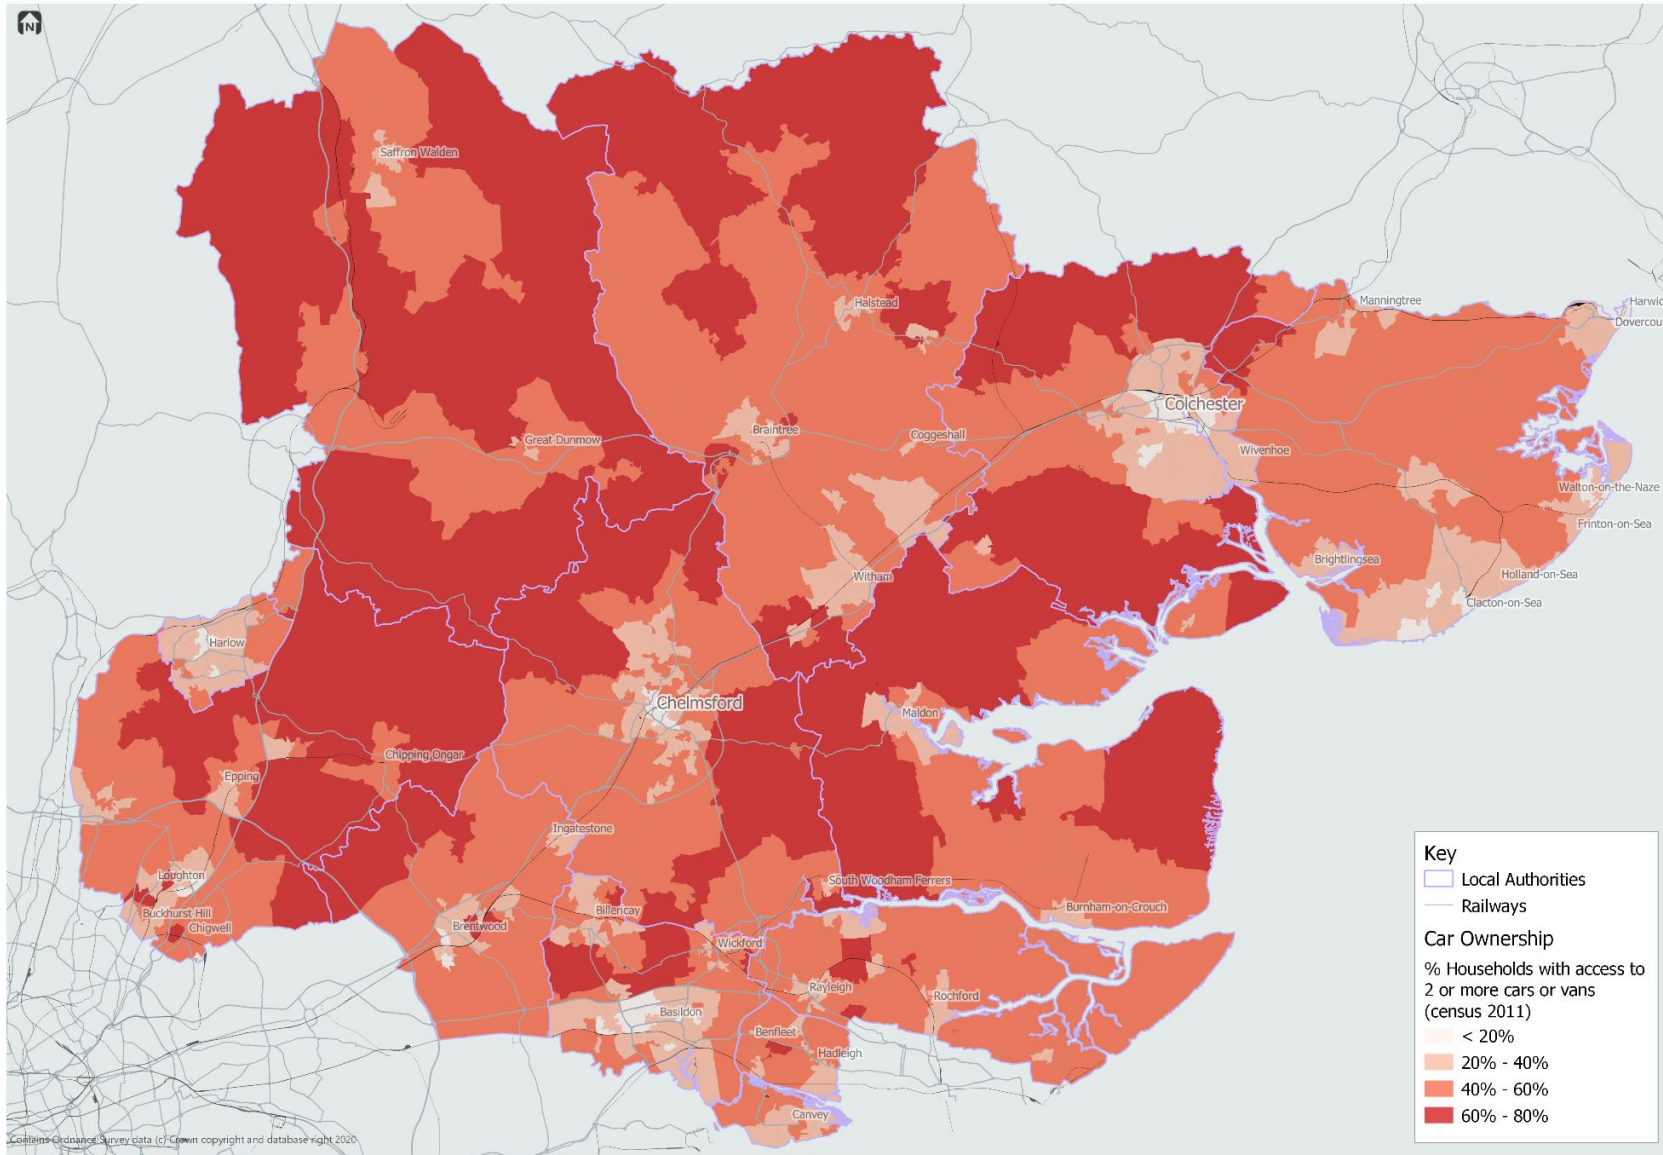 N
Saffron Walden
Halstead
Manningtree
Harwic
Dovercou
Colchester
Braintree
Great Dunmow
Coggeshall
Wivenhoe
Walton-on-the-Naze
Frinton-on-Sea
Brightlingsea
Holland-on-Sea
Witham
Clacton-on-Sea
Harlow
Chelmsford
Maldon
Chipping Ongar
Epping
Ingatestone
Loughton
South Woodham Ferrers
Buckhurst Hill
Billericay
Burnham-on-Crouch
Chigwell
Brentwood
Wickford
Rayleigh
Rochford
Basildon
Benfleet
Hadleigh
Canvey
Key
Local Authorities
Railways
Car Ownership
% Households with access to
2 or more cars or vans
(census 2011)
< 20%
20% - 40%
40% - 60%
60% - 80%
Contains Ordnance Survey data (c) Crown copyright and database right 2020